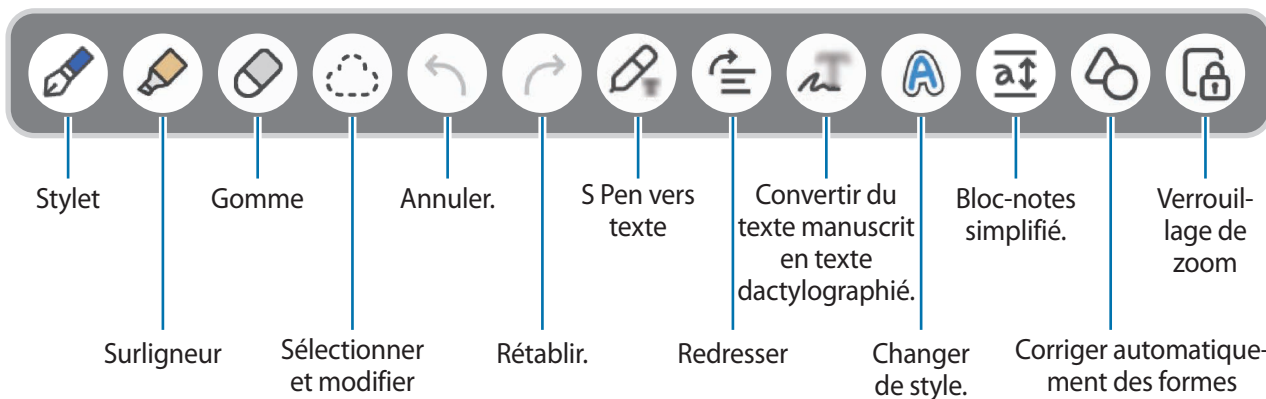 Stylet
Gomme
Annuler.
S Pen vers
texte
Convertir du
texte manuscrit
en texte
dactylographié.
Bloc-notes
simplifié.
Verrouil-
lage de
zoom
Surligneur
Sélectionner
et modifier
Rétablir.
Redresser
Changer
de style.
Corriger automatique-
ment des formes